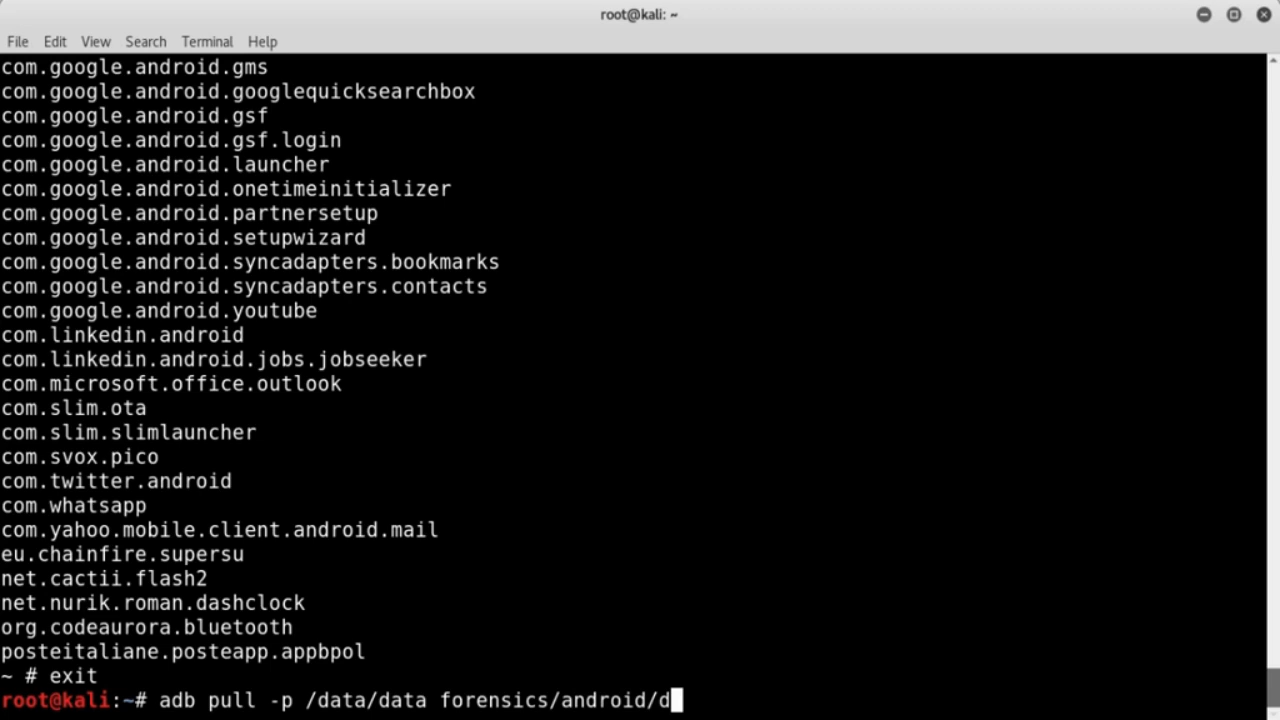 root@kali: ~
File Edit View Search Terminal Help
com.google.android.gms
com.google.android.googlequicksearchbox
com.google.android.gsf
com.google.android.gsf.login
com.google.android.launcher
com.google.android.onetimeinitializer
com.google.android.partnersetup
com.google.android.setupwizard
com.google.android.syncadapters.bookmarks
com.google.android.syncadapters.contacts
com.google.android.youtube
com.linkedin.android
com.linkedin.android.jobs.jobseeker
com.microsoft.office.outlook
com.slim.ota
com.slim.slimlauncher
com.svox.pico
com.twitter.android
com.whatsapp
com.yahoo.mobile.client.android.mail
eu.chainfire.supersu
net.cactii.flash2
net.nurik.roman.dashclock
org.codeaurora.bluetooth
posteitaliane.posteapp.appbpol
~ # exit
root@kali:~# adb pull -p /data/data forensics/android/d